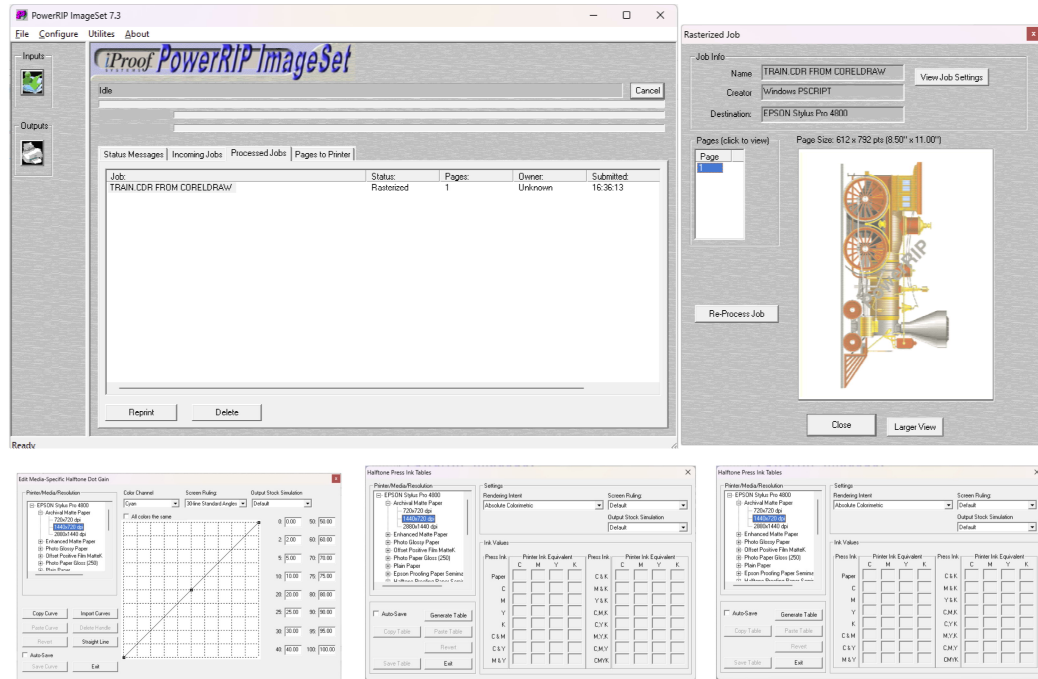 PowerRIP ImageSet 7.3
File Configure Utilites About
Inputs
Outputs
iProof SYSTEMS PowerRIP ImageSet
Idle
Cancel
Status Messages Incoming Jobs Processed Jobs Pages to Printer
Job: Status: Pages: Owner: Submitted:
TRAIN.CDR FROM CORELDRAW Rasterized 1 Unknown 16:36:13
Reprint Delete
Ready
Rasterized Job
Job Info
Name TRAIN.CDR FROM CORELDRAW View Job Settings
Creator Windows PSCRIPT
Destination: EPSON Stylus Pro 4800
Pages (click to view) Page Size: 612 x 792 pts (8.50" x 11.00")
Page
1
Re-Process Job
Close Larger View
Edit Media-Specific Halftone Dot Gain
Printer/Media/Resolution Color Channel Screen Ruling: Output Stock Simulation
Cyan 30-line Standard Angles Default
All colors the same
EPSON Stylus Pro 4800
Archival Matte Paper
720x720 dpi
1440x720 dpi
2880x1440 dpi
Enhanced Matte Paper
Photo Glossy Paper
Offset Positive Film MatteK
Photo Paper Gloss (250)
Plain Paper
0 0.00 50 50.00
2 2.00 60 60.00
5 5.00 70 70.00
10 10.00 75 75.00
20 20.00 80 80.00
25 25.00 90 90.00
30 30.00 95 95.00
40 40.00 100 100.00
Copy Curve Import Curves
Paste Curve Delete Handle
Revert Straight Line
Auto-Save
Save Curve Exit
Halftone Press Ink Tables
Printer/Media/Resolution
EPSON Stylus Pro 4800
Archival Matte Paper
720x720 dpi
1440x720 dpi
2880x1440 dpi
Enhanced Matte Paper
Photo Glossy Paper
Offset Positive Film MatteK
Photo Paper Gloss (250)
Plain Paper
Epson Proofing Paper Semima
Settings
Rendering Intent Screen Ruling:
Absolute Colorimetric Default
Output Stock Simulation
Default
Ink Values
Press Ink Printer Ink Equivalent Press Ink Printer Ink Equivalent
C M Y K C M Y K
Paper C & K
C M & K
M Y & K
Y C,M,K
K C,Y,K
C & M M,Y,K
C & Y C,M,Y
M & Y CMYK
Auto-Save Generate Table
Copy Table Paste Table
Revert
Save Table Exit
Halftone Press Ink Tables
Printer/Media/Resolution
EPSON Stylus Pro 4800
Archival Matte Paper
720x720 dpi
1440x720 dpi
2880x1440 dpi
Enhanced Matte Paper
Photo Glossy Paper
Offset Positive Film MatteK
Photo Paper Gloss (250)
Plain Paper
Epson Proofing Paper Semima
Settings
Rendering Intent Screen Ruling:
Absolute Colorimetric Default
Output Stock Simulation
Default
Ink Values
Press Ink Printer Ink Equivalent Press Ink Printer Ink Equivalent
C M Y K C M Y K
Paper C & K
C M & K
M Y & K
Y C,M,K
K C,Y,K
C & M M,Y,K
C & Y C,M,Y
M & Y CMYK
Auto-Save Generate Table
Copy Table Paste Table
Revert
Save Table Exit